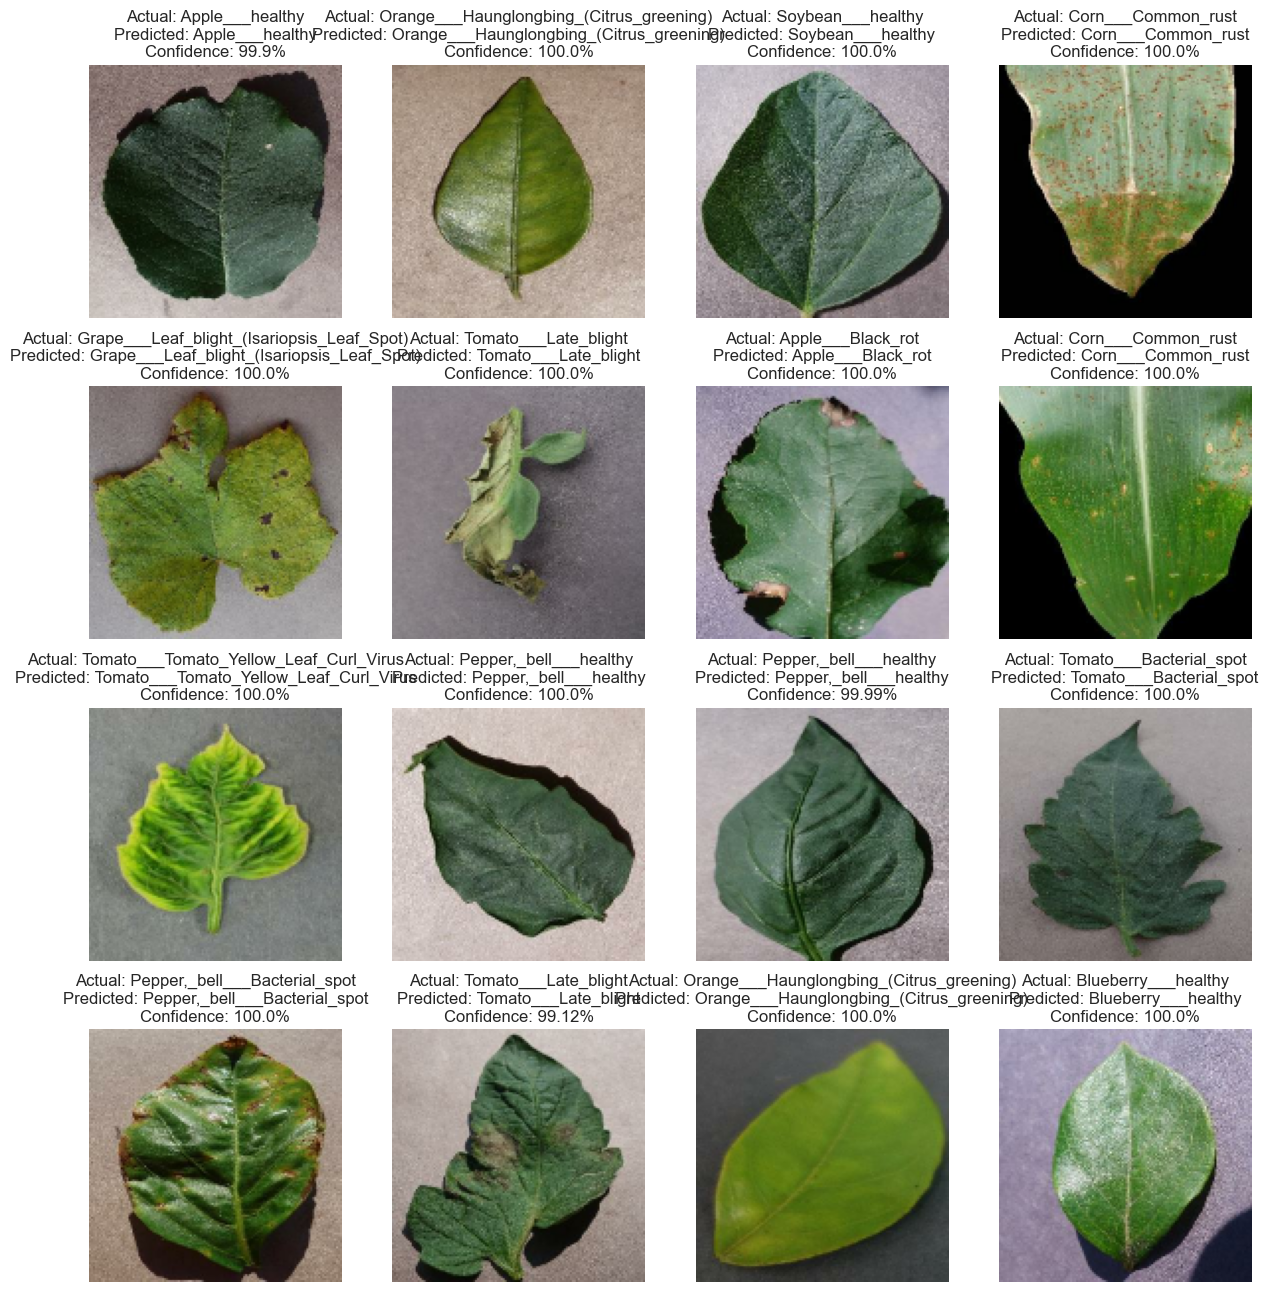 Actual: Apple___healthy
Predicted: Apple___healthy
Confidence: 99.9%
Actual: Orange___Haunglongbing_(Citrus_greening)
Predicted: Orange___Haunglongbing_(Citrus_greening)
Confidence: 100.0%
Actual: Soybean___healthy
Predicted: Soybean___healthy
Confidence: 100.0%
Actual: Corn___Common_rust
Predicted: Corn___Common_rust
Confidence: 100.0%
Actual: Grape___Leaf_blight_(Isariopsis_Leaf_Spot)
Predicted: Grape___Leaf_blight_(Isariopsis_Leaf_Spot)
Confidence: 100.0%
Actual: Tomato___Late_blight
Predicted: Tomato___Late_blight
Confidence: 100.0%
Actual: Apple___Black_rot
Predicted: Apple___Black_rot
Confidence: 100.0%
Actual: Corn___Common_rust
Predicted: Corn___Common_rust
Confidence: 100.0%
Actual: Tomato___Tomato_Yellow_Leaf_Curl_Virus
Predicted: Tomato___Tomato_Yellow_Leaf_Curl_Virus
Confidence: 100.0%
Actual: Pepper,_bell___healthy
Predicted: Pepper,_bell___healthy
Confidence: 100.0%
Actual: Pepper,_bell___healthy
Predicted: Pepper,_bell___healthy
Confidence: 99.99%
Actual: Tomato___Bacterial_spot
Predicted: Tomato___Bacterial_spot
Confidence: 100.0%
Actual: Pepper,_bell___Bacterial_spot
Predicted: Pepper,_bell___Bacterial_spot
Confidence: 100.0%
Actual: Tomato___Late_blight
Predicted: Tomato___Late_blight
Confidence: 99.12%
Actual: Orange___Haunglongbing_(Citrus_greening)
Predicted: Orange___Haunglongbing_(Citrus_greening)
Confidence: 100.0%
Actual: Blueberry___healthy
Predicted: Blueberry___healthy
Confidence: 100.0%